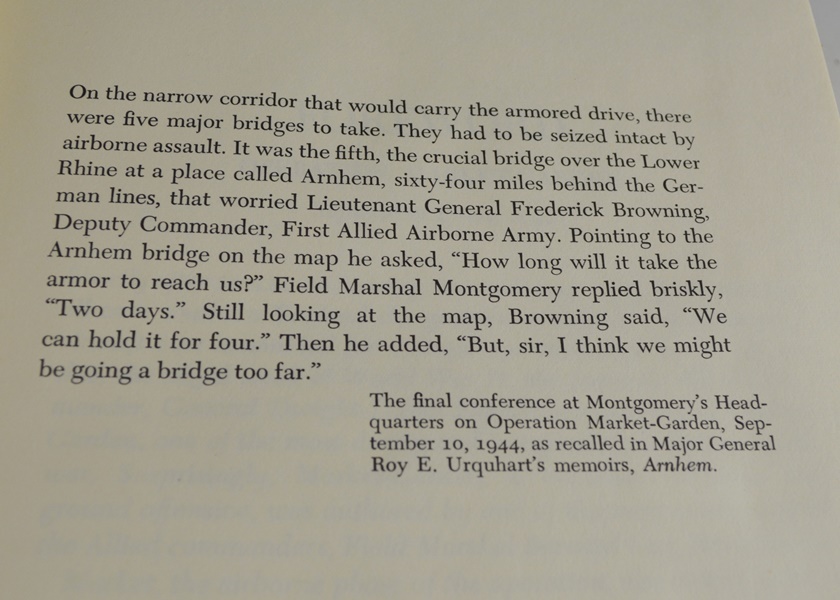 On the narrow corridor that would carry the armored drive, there
were five major bridges to take. They had to be seized intact by
airborne assault. It was the fifth, the crucial bridge over the Lower
Rhine at a place called Arnhem, sixty-four miles behind the Ger-
man lines, that worried Lieutenant General Frederick Browning,
Deputy Commander, First Allied Airborne Army. Pointing to the
Arnhem bridge on the map he asked, “How long will it take the
armor to reach us?” Field Marshal Montgomery replied briskly,
“Two days.” Still looking at the map, Browning said, “We
can hold it for four.” Then he added, “But, sir, I think we might
be going a bridge too far.”
The final conference at Montgomery’s Head-
quarters on Operation Market-Garden, Sep-
tember 10, 1944, as recalled in Major General
Roy E. Urquhart’s memoirs, Arnhem.